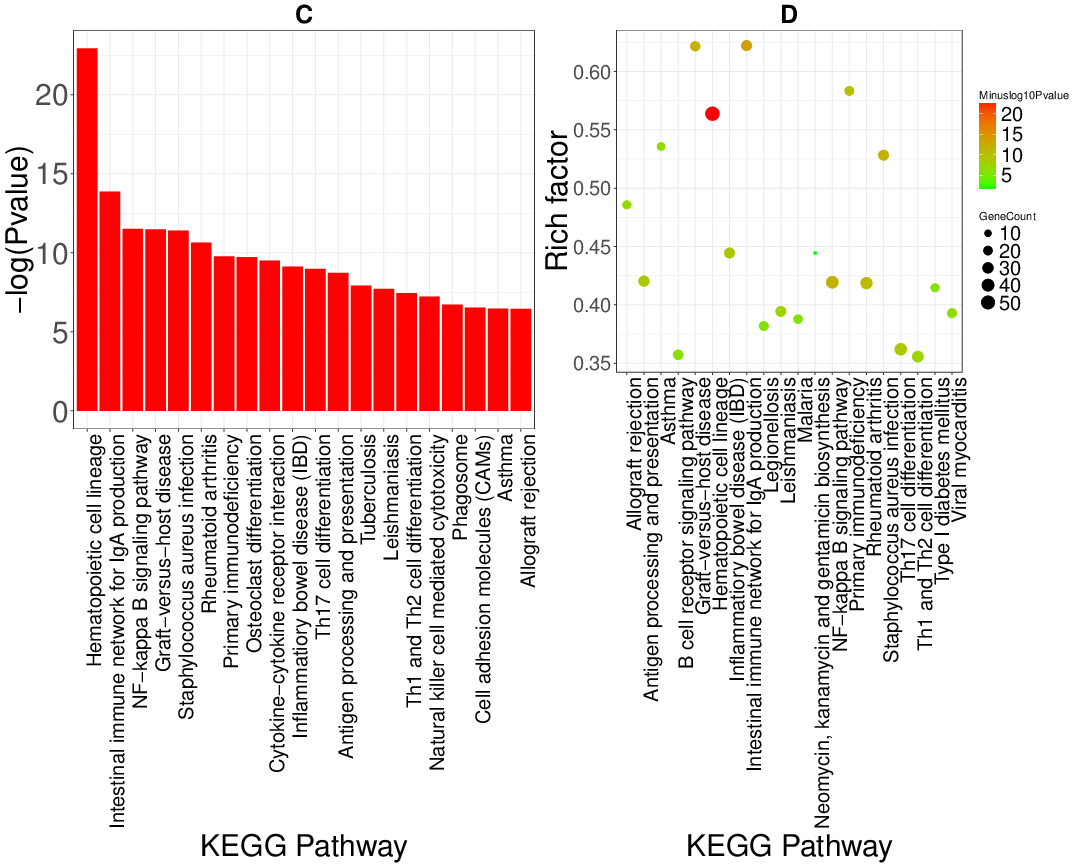 C
−log(Pvalue)
20
15
10
5
0
Hematopoietic cell lineage
Intestinal immune network for IgA production
NF−kappa B signaling pathway
Graft−versus−host disease
Staphylococcus aureus infection
Rheumatoid arthritis
Primary immunodeficiency
Osteoclast differentiation
Cytokine−cytokine receptor interaction
Inflammatory bowel disease (IBD)
Th17 cell differentiation
Antigen processing and presentation
Tuberculosis
Leishmaniasis
Th1 and Th2 cell differentiation
Natural killer cell mediated cytotoxicity
Phagosome
Cell adhesion molecules (CAMs)
Asthma
Allograft rejection
KEGG Pathway
D
Rich factor
0.60
0.55
0.50
0.45
0.40
0.35
Allograft rejection
Antigen processing and presentation
Asthma
B cell receptor signaling pathway
Graft−versus−host disease
Hematopoietic cell lineage
Inflammatory bowel disease (IBD)
Intestinal immune network for IgA production
Legionellosis
Leishmaniasis
Malaria
Neomycin, kanamycin and gentamicin biosynthesis
NF−kappa B signaling pathway
Primary immunodeficiency
Rheumatoid arthritis
Staphylococcus aureus infection
Th17 cell differentiation
Th1 and Th2 cell differentiation
Type I diabetes mellitus
Viral myocarditis
KEGG Pathway
Minuslog10Pvalue
20
15
10
5
GeneCount
10
20
30
40
50